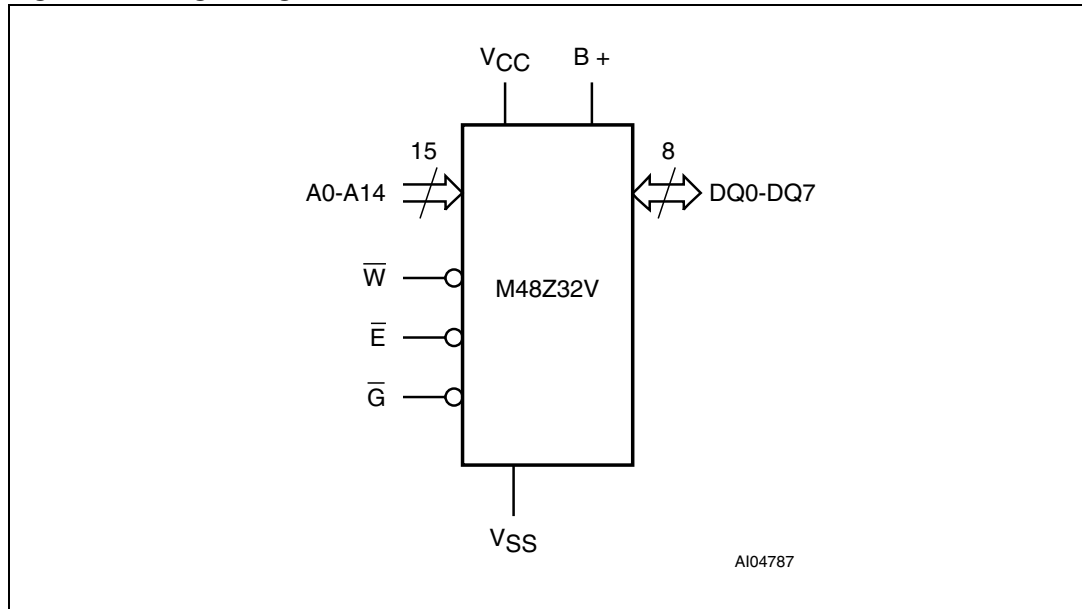 VCC B +
15 8
A0-A14 DQ0-DQ7
W̅
M48Z32V
E̅
G̅
VSS
AI04787